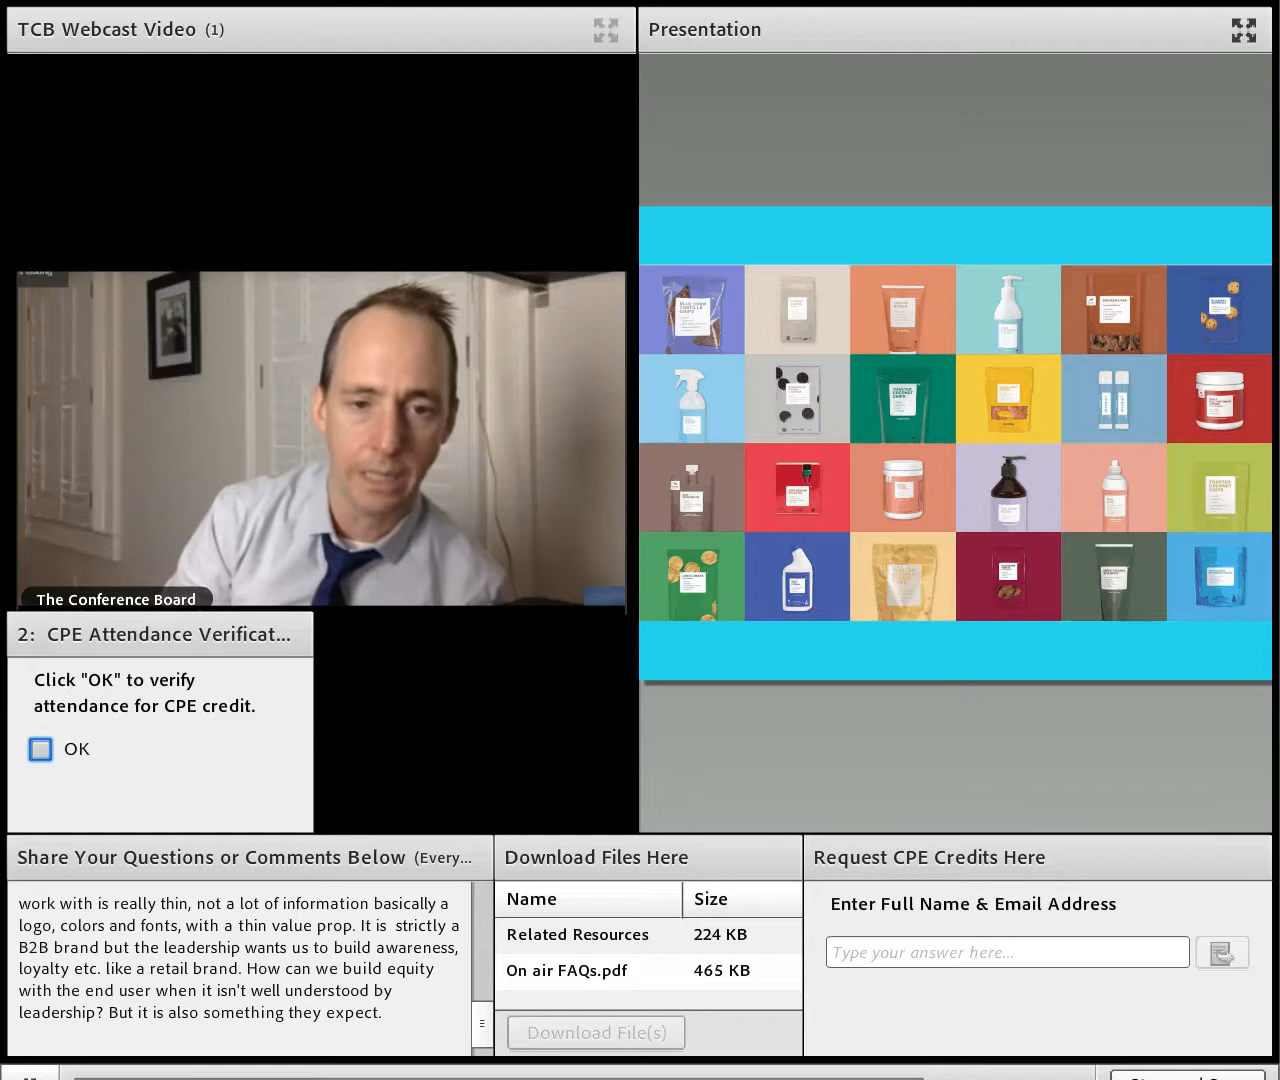 TCB Webcast Video (1)
Presentation
The Conference Board
2: CPE Attendance Verificat...
Click "OK" to verify
attendance for CPE credit.
OK
Share Your Questions or Comments Below (Every...
work with is really thin, not a lot of information basically a
logo, colors and fonts, with a thin value prop. It is strictly a
B2B brand but the leadership wants us to build awareness,
loyalty etc. like a retail brand. How can we build equity
with the end user when it isn't well understood by
leadership? But it is also something they expect.
Download Files Here
Name Size
Related Resources 224 KB
On air FAQs.pdf 465 KB
Download File(s)
Request CPE Credits Here
Enter Full Name & Email Address
Type your answer here...